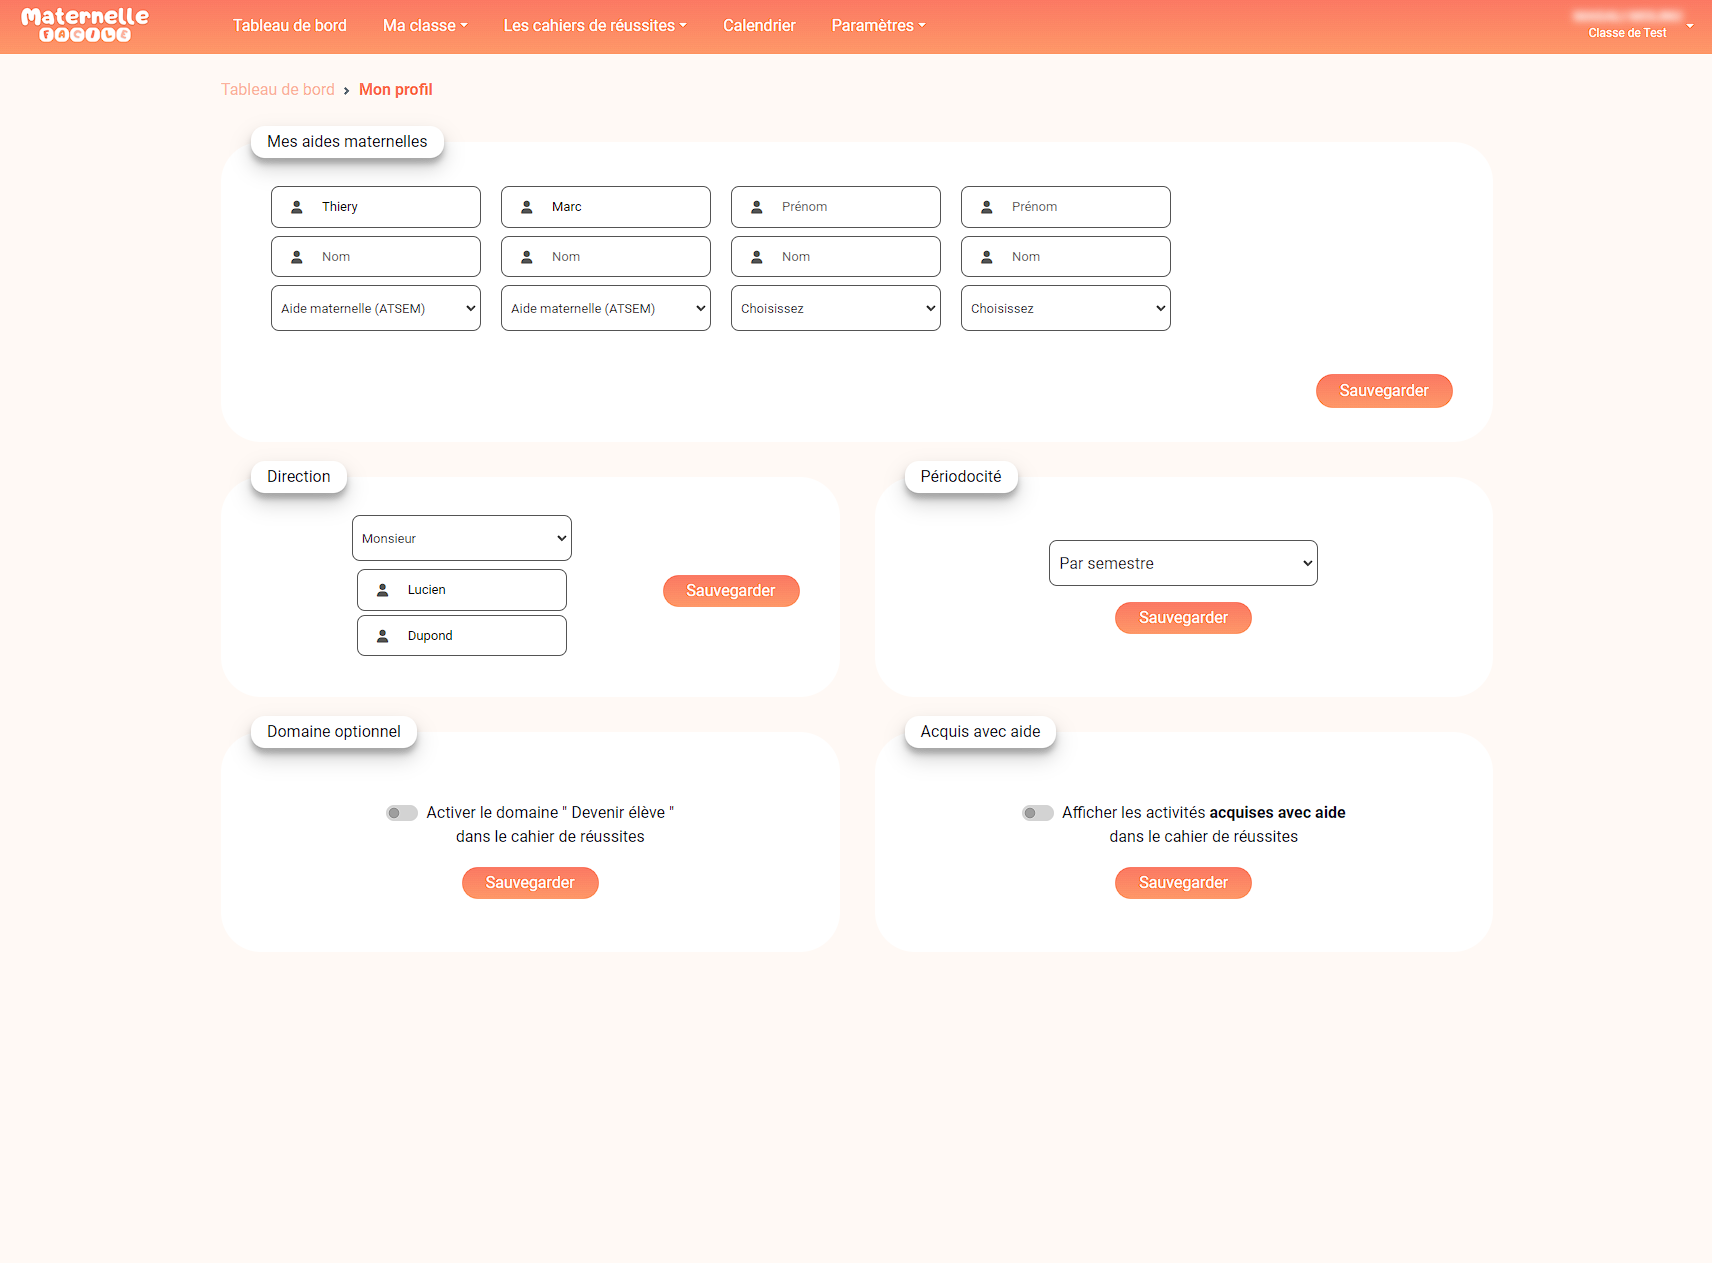 Maternelle
FACILE
Tableau de bord
Ma classe
Les cahiers de réussites
Calendrier
Paramètres
Classe de Test
Tableau de bord > Mon profil
Mes aides maternelles
Thiery
Marc
Prénom
Prénom
Nom
Nom
Nom
Nom
Aide maternelle (ATSEM)
Aide maternelle (ATSEM)
Choisissez
Choisissez
Sauvegarder
Direction
Monsieur
Lucien
Dupond
Sauvegarder
Périodocité
Par semestre
Sauvegarder
Domaine optionnel
Activer le domaine " Devenir élève "
dans le cahier de réussites
Sauvegarder
Acquis avec aide
Afficher les activités acquises avec aide
dans le cahier de réussites
Sauvegarder